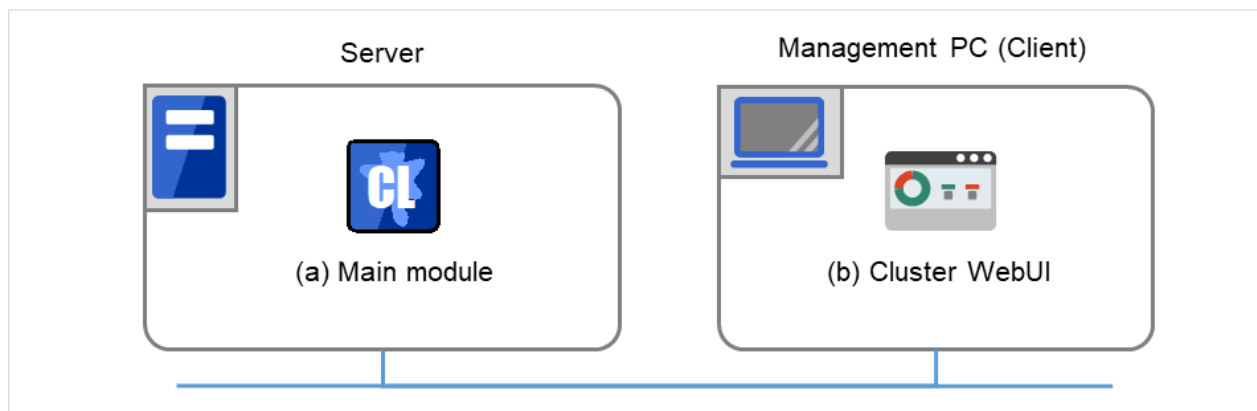 Server
Management PC (Client)
CL
(a) Main module
(b) Cluster WebUI